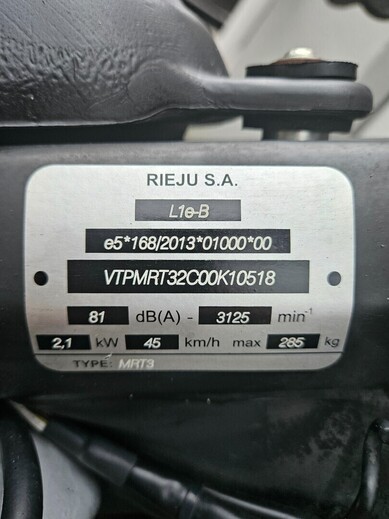 RIEJU S.A.
L1e-B
e5*168/2013*01000*00
VTPMRT32C00K10518
81 dB(A) - 3125 min⁻¹
2,1 kW 45 km/h max 265 kg
TYPE: MRT3